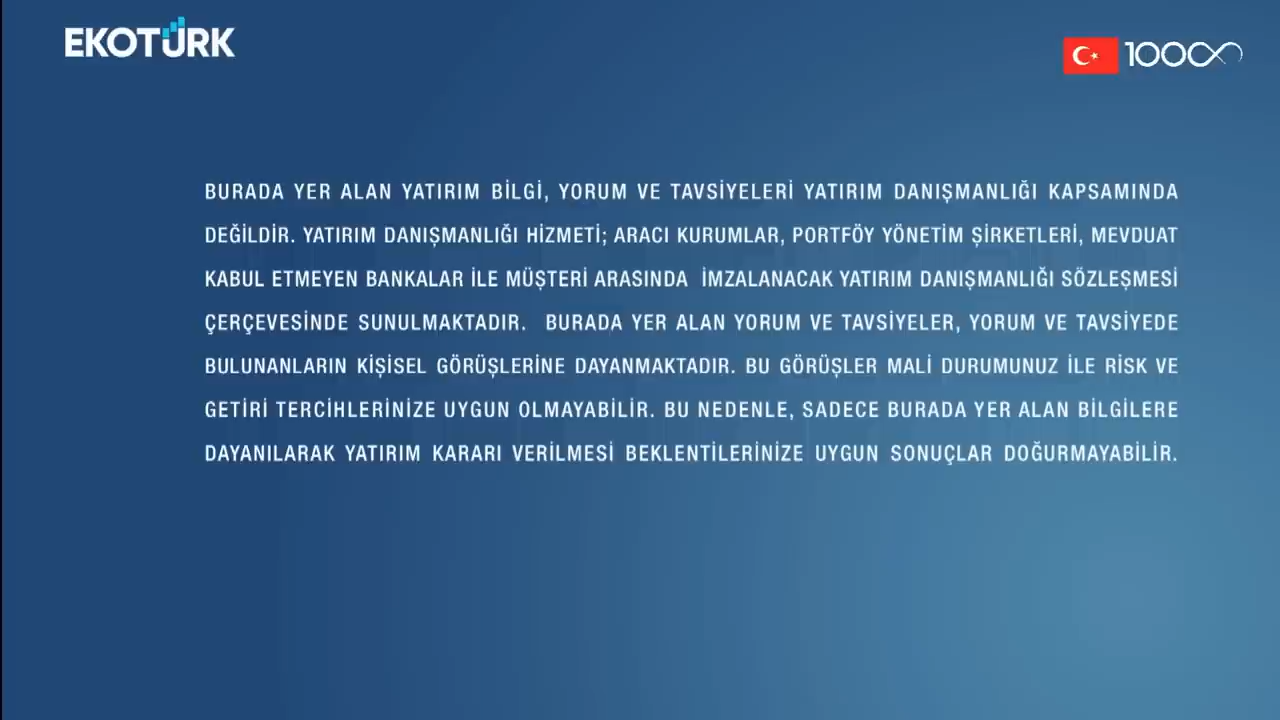 EKOTÜRK
100
BURADA YER ALAN YATIRIM BİLGİ, YORUM VE TAVSİYELERİ YATIRIM DANIŞMANLIĞI KAPSAMINDA
DEĞİLDİR. YATIRIM DANIŞMANLIĞI HİZMETİ; ARACI KURUMLAR, PORTFÖY YÖNETİM ŞİRKETLERİ, MEVDUAT
KABUL ETMEYEN BANKALAR İLE MÜŞTERİ ARASINDA İMZALANACAK YATIRIM DANIŞMANLIĞI SÖZLEŞMESİ
ÇERÇEVESİNDE SUNULMAKTADIR. BURADA YER ALAN YORUM VE TAVSİYELER, YORUM VE TAVSİYEDE
BULUNANLARIN KİŞİSEL GÖRÜŞLERİNE DAYANMAKTADIR. BU GÖRÜŞLER MALİ DURUMUNUZ İLE RİSK VE
GETİRİ TERCİHLERİNİZE UYGUN OLMAYABİLİR. BU NEDENLE, SADECE BURADA YER ALAN BİLGİLERE
DAYANILARAK YATIRIM KARARI VERİLMESİ BEKLENTİLERİNİZE UYGUN SONUÇLAR DOĞURMAYABİLİR.